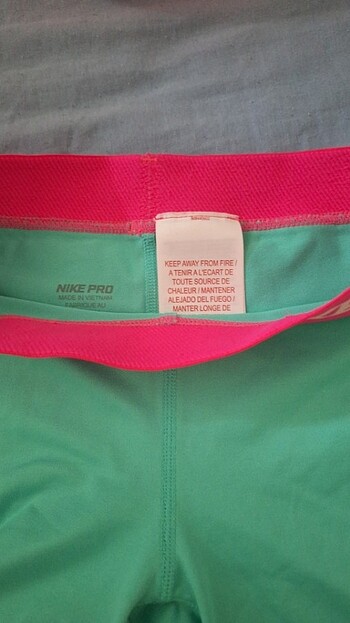 KEEP AWAY FROM FIRE /
A TENIR A L'ECART DE
TOUTE SOURCE DE
CHALEUR / MANTENER
ALEJADO DEL FUEGO /
MANTER LONGE DE
NIKE PRO
MADE IN VIETNAM
FABRIQUE AU